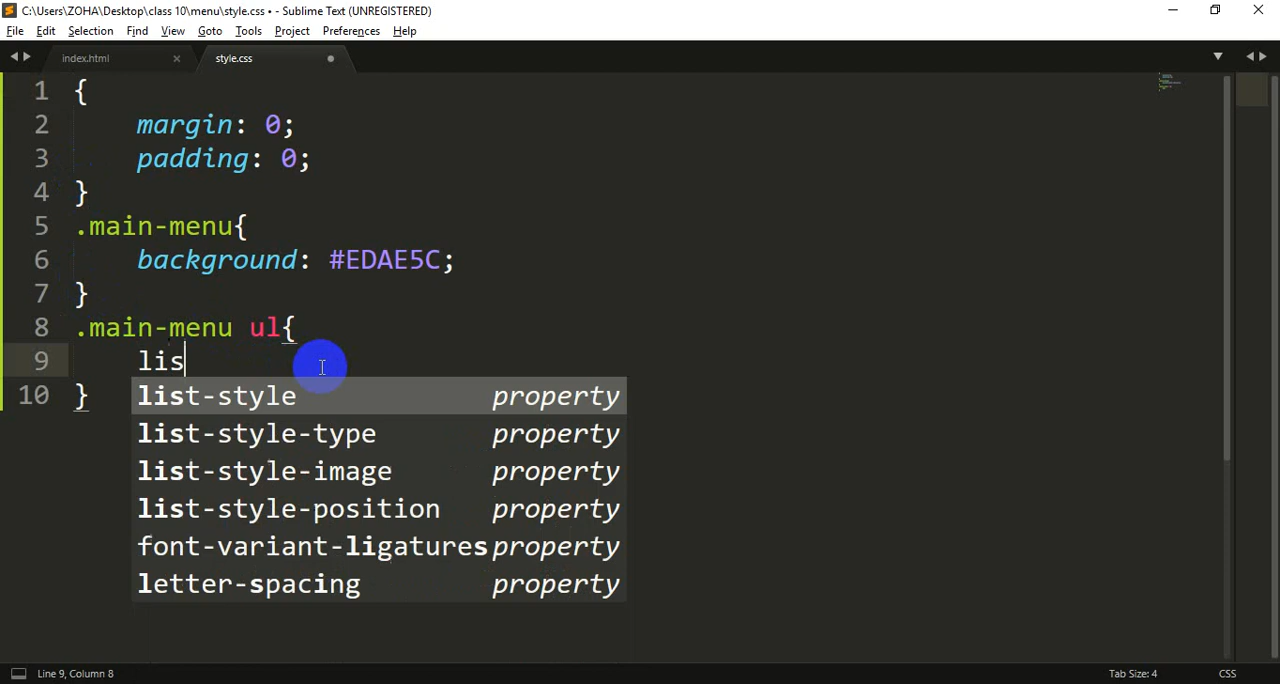 C:\Users\ZOHA\Desktop\class 10\menu\style.css • - Sublime Text (UNREGISTERED)
File Edit Selection Find View Goto Tools Project Preferences Help
index.html × style.css
1 {
2 margin: 0;
3 padding: 0;
4 }
5 .main-menu{
6 background: #EDAE5C;
7 }
8 .main-menu ul{
9 lis
10 }
list-style property
list-style-type property
list-style-image property
list-style-position property
font-variant-ligatures property
letter-spacing property
Line 9, Column 8 Tab Size: 4 CSS